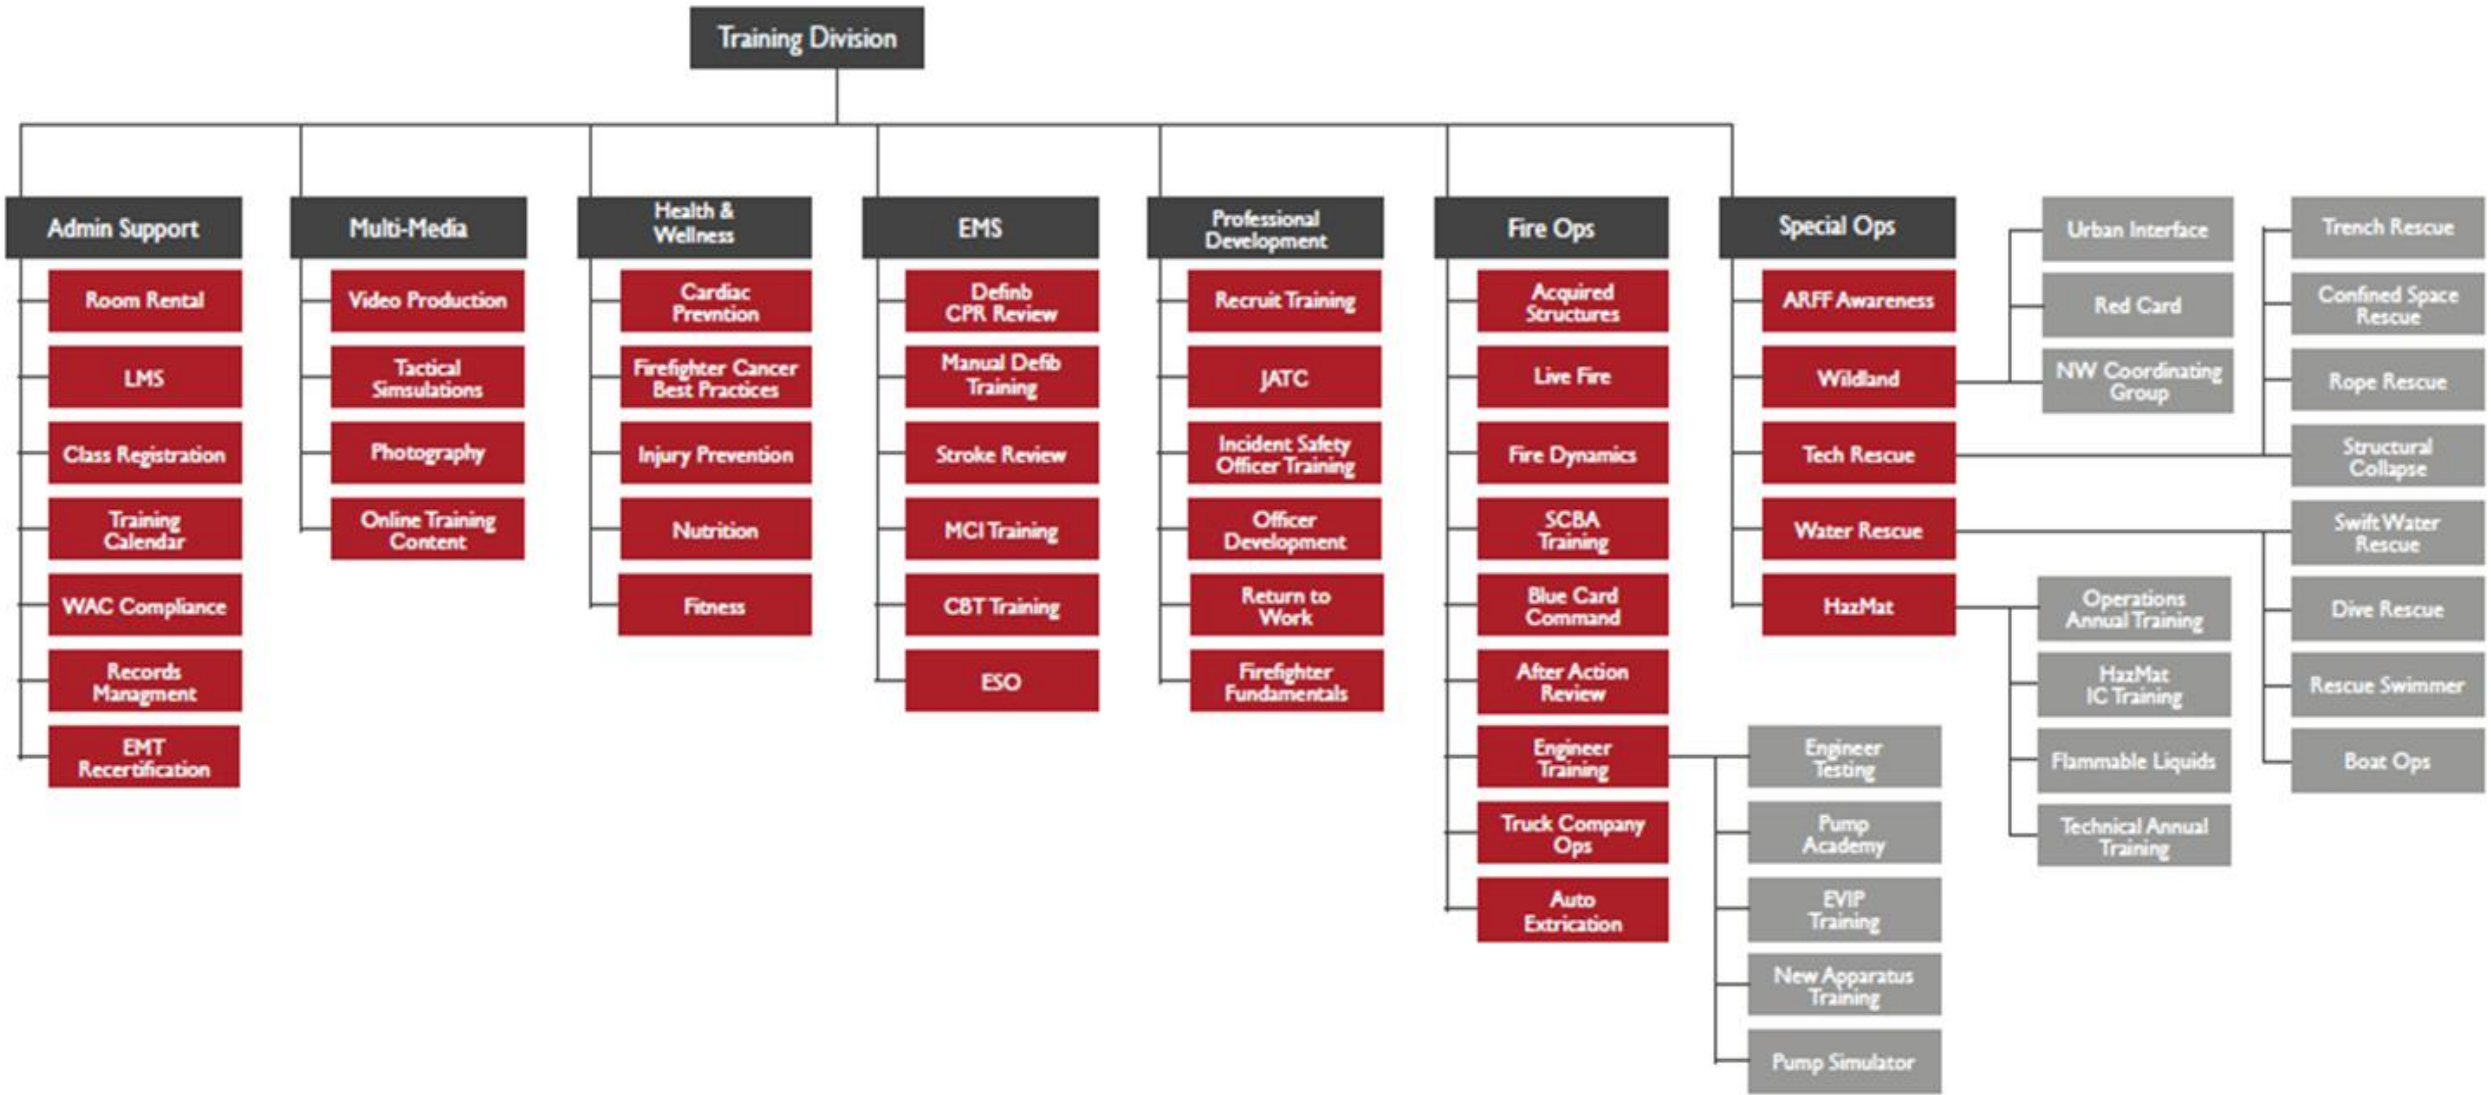 Training Division
Admin Support
Room Rental
LMS
Class Registration
Training
Calendar
WAC Compliance
Records
Managment
EMT
Recertification
Multi-Media
Video Production
Tactical
Simsulations
Photography
Online Training
Content
Health &
Wellness
Cardiac
Prevntion
Firefighter Cancer
Best Practices
Injury Prevention
Nutrition
Fitness
EMS
Definb
CPR Review
Manual Defib
Training
Stroke Review
MCI Training
CBT Training
ESO
Professional
Development
Recruit Training
JATC
Incident Safety
Officer Training
Officer
Development
Return to
Work
Firefighter
Fundamentals
Fire Ops
Acquired
Structures
Live Fire
Fire Dynamics
SCBA
Training
Blue Card
Command
After Action
Review
Engineer
Training
Truck Company
Ops
Auto
Extrication
Engineer
Testing
Pump
Academy
EVIP
Training
New Apparatus
Training
Pump Simulator
Special Ops
ARFF Awareness
Wildland
Tech Rescue
Water Rescue
HazMat
Urban Interface
Red Card
NW Coordinating
Group
Operations
Annual Training
HazMat
IC Training
Flammable Liquids
Technical Annual
Training
Trench Rescue
Confined Space
Rescue
Rope Rescue
Structural
Collapse
Swift Water
Rescue
Dive Rescue
Rescue Swimmer
Boat Ops